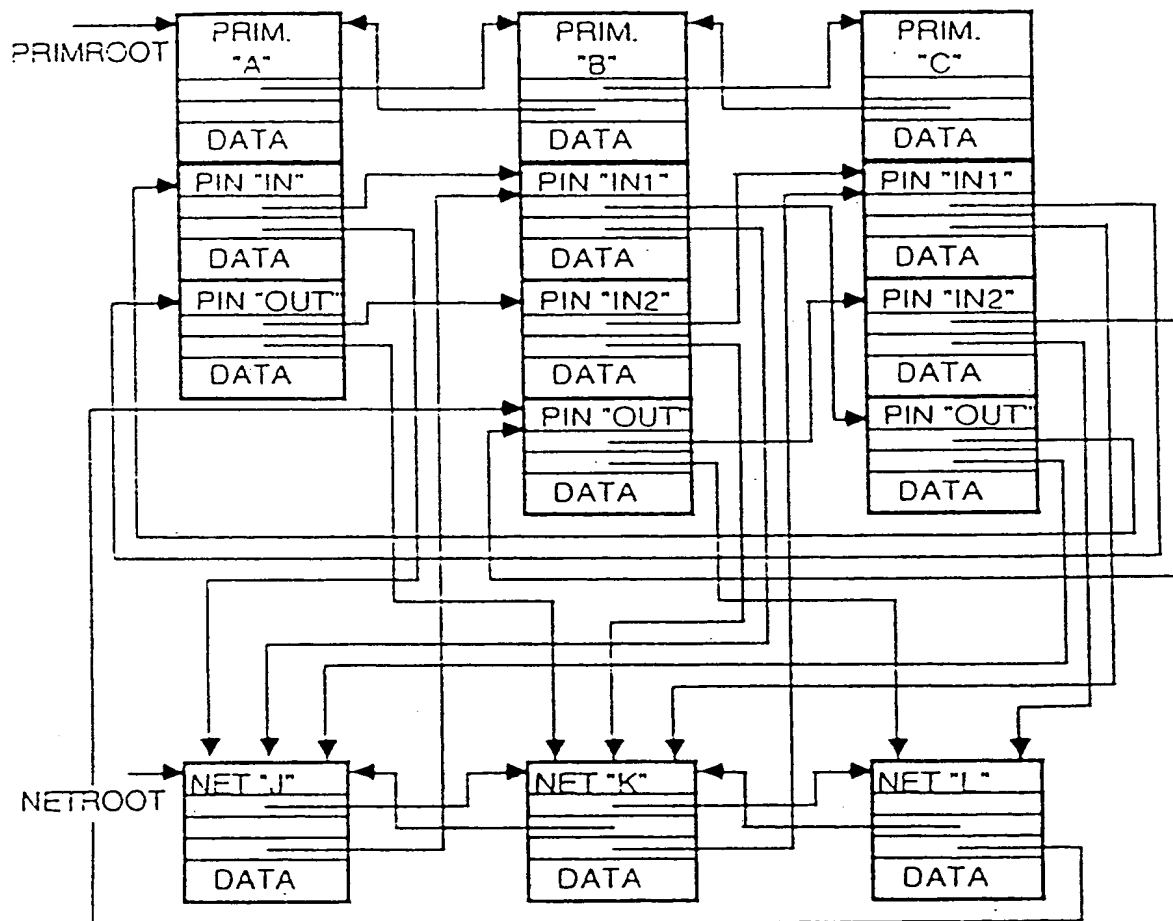 PRIMROOT
PRIM.
"A"
DATA
PIN "IN"
DATA
PIN "OUT"
DATA
PRIM.
"B"
DATA
PIN "IN1"
DATA
PIN "IN2"
DATA
PIN "OUT"
DATA
PRIM.
"C"
DATA
PIN "IN1"
DATA
PIN "IN2"
DATA
PIN "OUT"
DATA
NETROOT
NET "J"
DATA
NET "K"
DATA
NET "L"
DATA